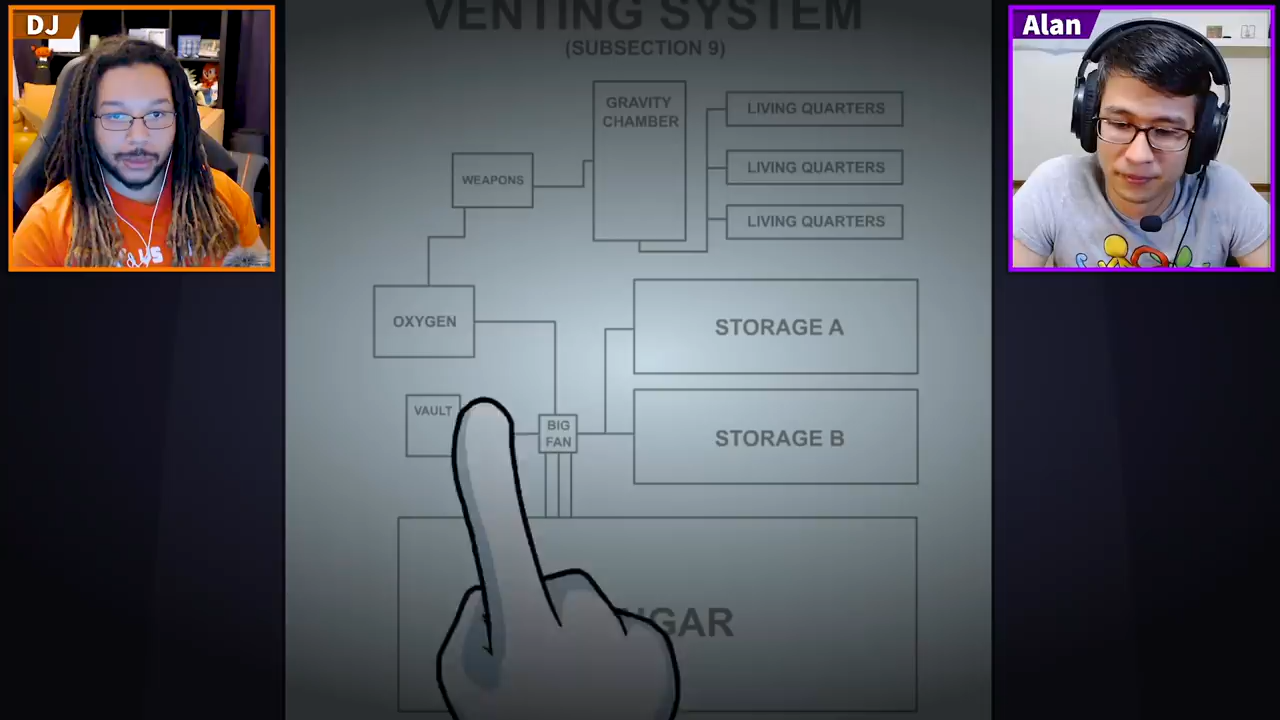 DJ
Alan
VENTING SYSTEM
(SUBSECTION 9)
GRAVITY
CHAMBER
LIVING QUARTERS
WEAPONS
LIVING QUARTERS
LIVING QUARTERS
OXYGEN
STORAGE A
VAULT
BIG
FAN
STORAGE B
GAR